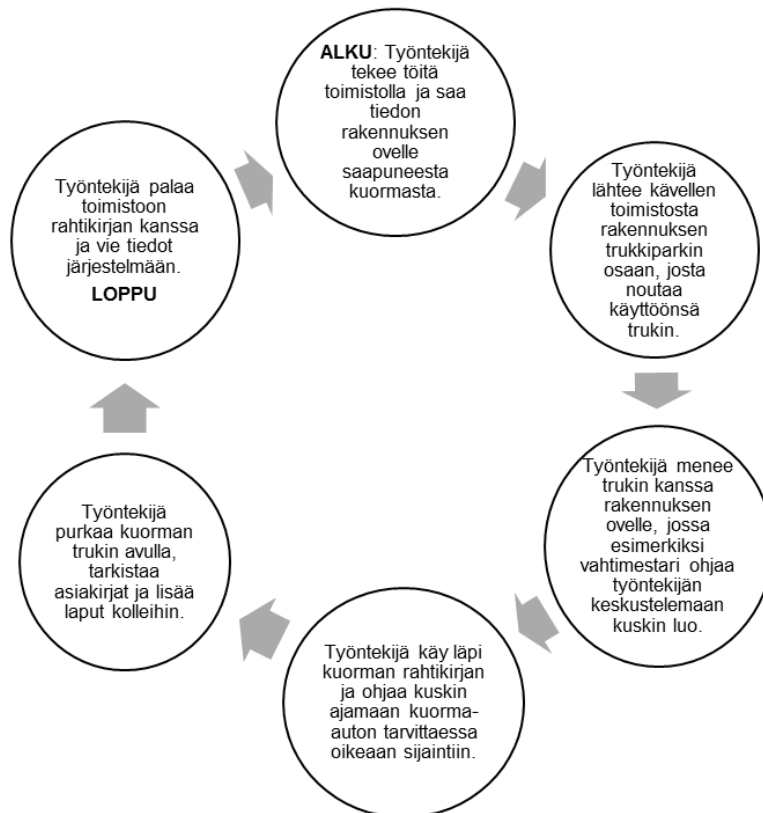 ALKU: Työntekijä
tekee töitä
toimistolla ja saa
tiedon
rakennuksen
ovelle
saapuneesta
kuormasta.
Työntekijä
lähtee kävellen
toimistosta
rakennuksen
trukkiparkin
osaan, josta
noutaa
käyttöönsä
trukin.
Työntekijä menee
trukin kanssa
rakennuksen
ovelle, jossa
esimerkiksi
vahtimestari ohjaa
työntekijän
keskustelemaan
kuskin luo.
Työntekijä käy läpi
kuorman rahtikirjan
ja ohjaa kuskin
ajamaan kuorma-
auton tarvittaessa
oikeaan sijaintiin.
Työntekijä
purkaa kuorman
trukin avulla,
tarkistaa
asiakirjat ja lisää
laput kolleihin.
Työntekijä palaa
toimistoon
rahtikirjan kanssa
ja vie tiedot
järjestelmään.
LOPPU